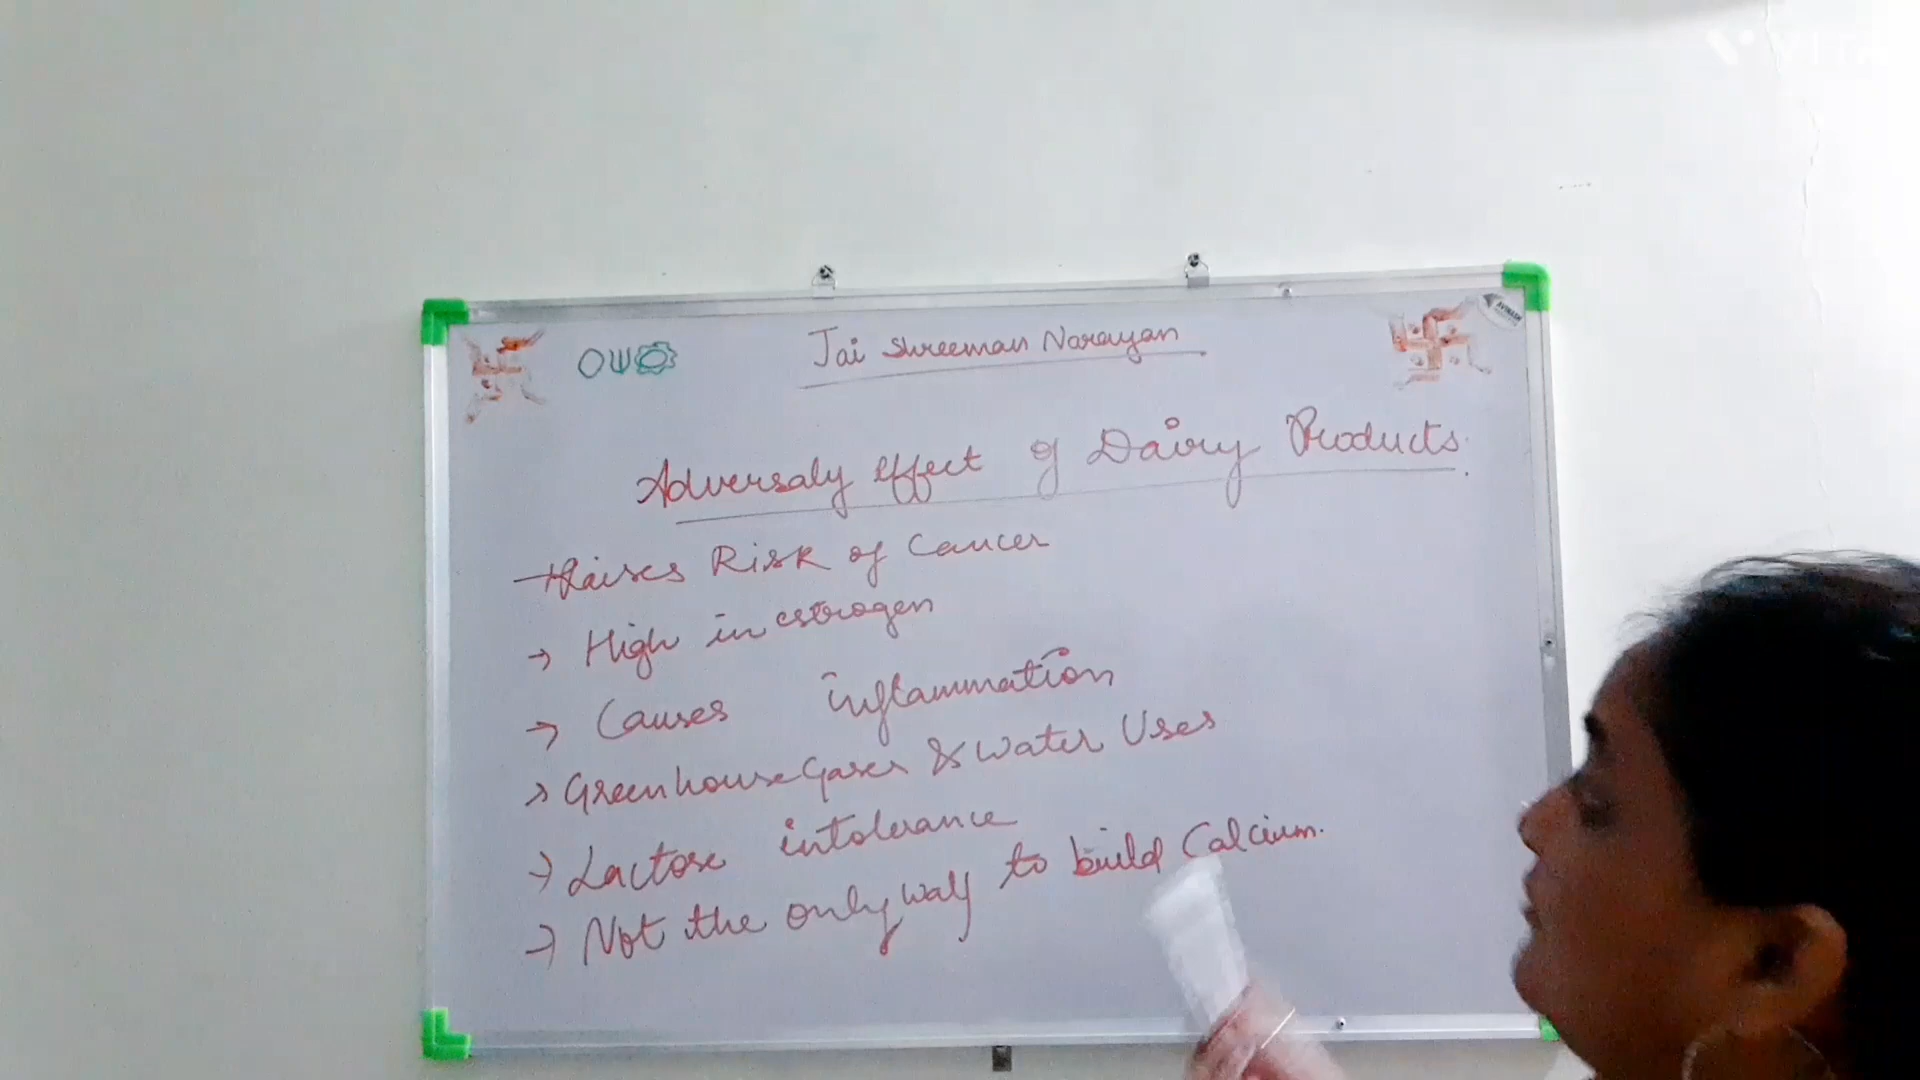 VITA
Jai Shreeman Narayan
Adversaly effect of Dairy Products.
→ Raises Risk of Cancer
→ High in estrogen
→ Causes inflammation
→ Greenhouse Gases & Water Uses
→ Lactose intolerance
→ Not the only way to build Calcium.